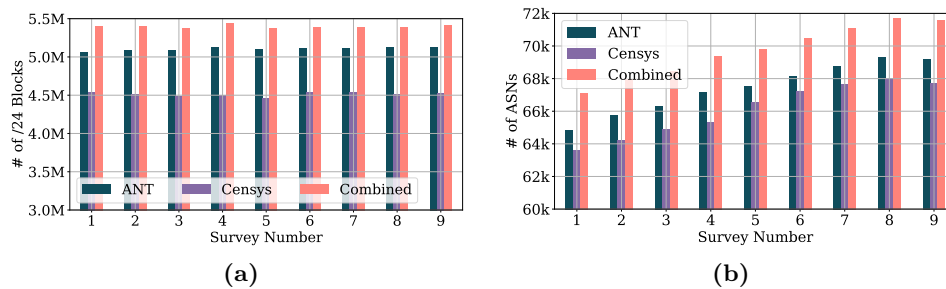 5.5M
5.0M
4.5M
4.0M
3.5M
3.0M
# of /24 Blocks
ANT Censys Combined
1 2 3 4 5 6 7 8 9
Survey Number
(a)
72k
70k
68k
66k
64k
62k
60k
# of ASNs
ANT
Censys
Combined
1 2 3 4 5 6 7 8 9
Survey Number
(b)